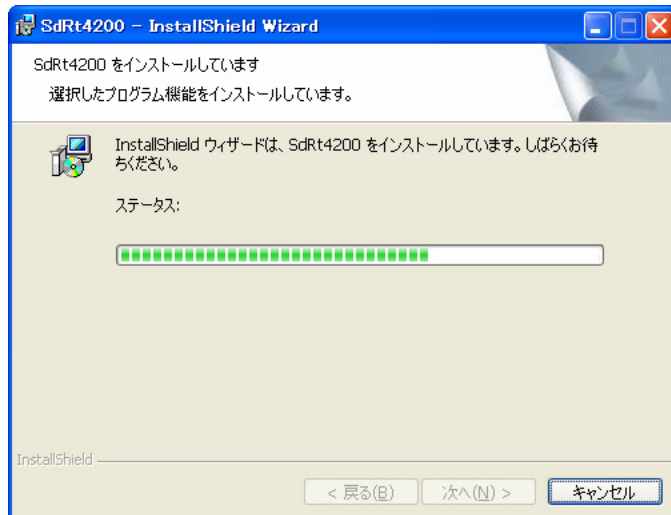 SdRt4200 - InstallShield Wizard
SdRt4200 をインストールしています
選択したプログラム機能をインストールしています。
InstallShield ウィザードは、SdRt4200 をインストールしています。しばらくお待
ちください。
ステータス:
InstallShield
< 戻る(B)
次へ(N) >
キャンセル